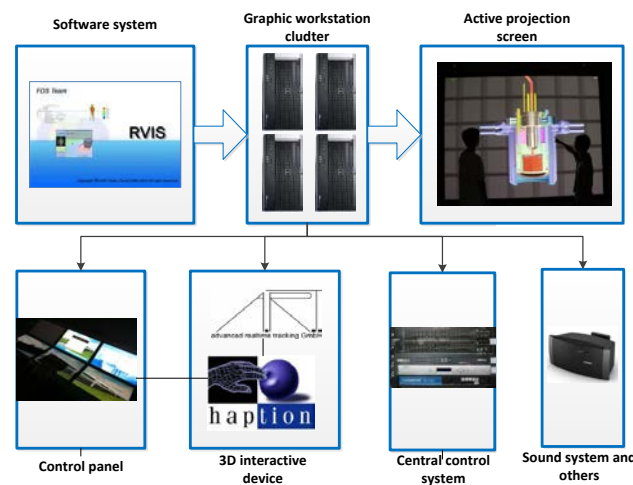 Software system
Graphic workstation
cludter
Active projection
screen
FDS Team
RVIS
advanced realtime tracking GmbH
haption
Control panel
3D interactive
device
Central control
system
Sound system and
others